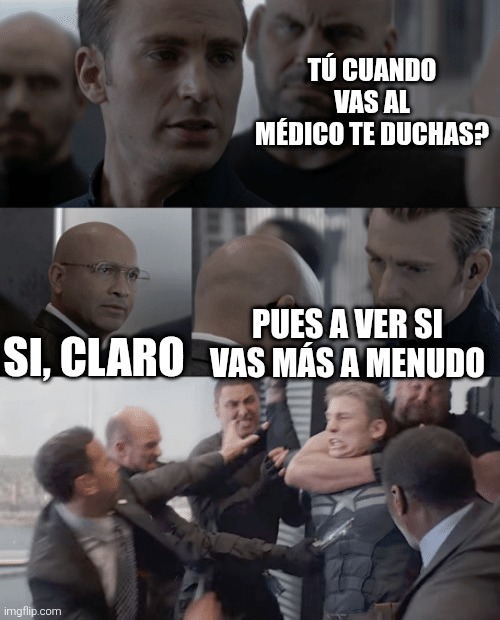 TÚ CUANDO
VAS AL
MÉDICO TE DUCHAS?
SI, CLARO
PUES A VER SI
VAS MÁS A MENUDO
imgflip.com